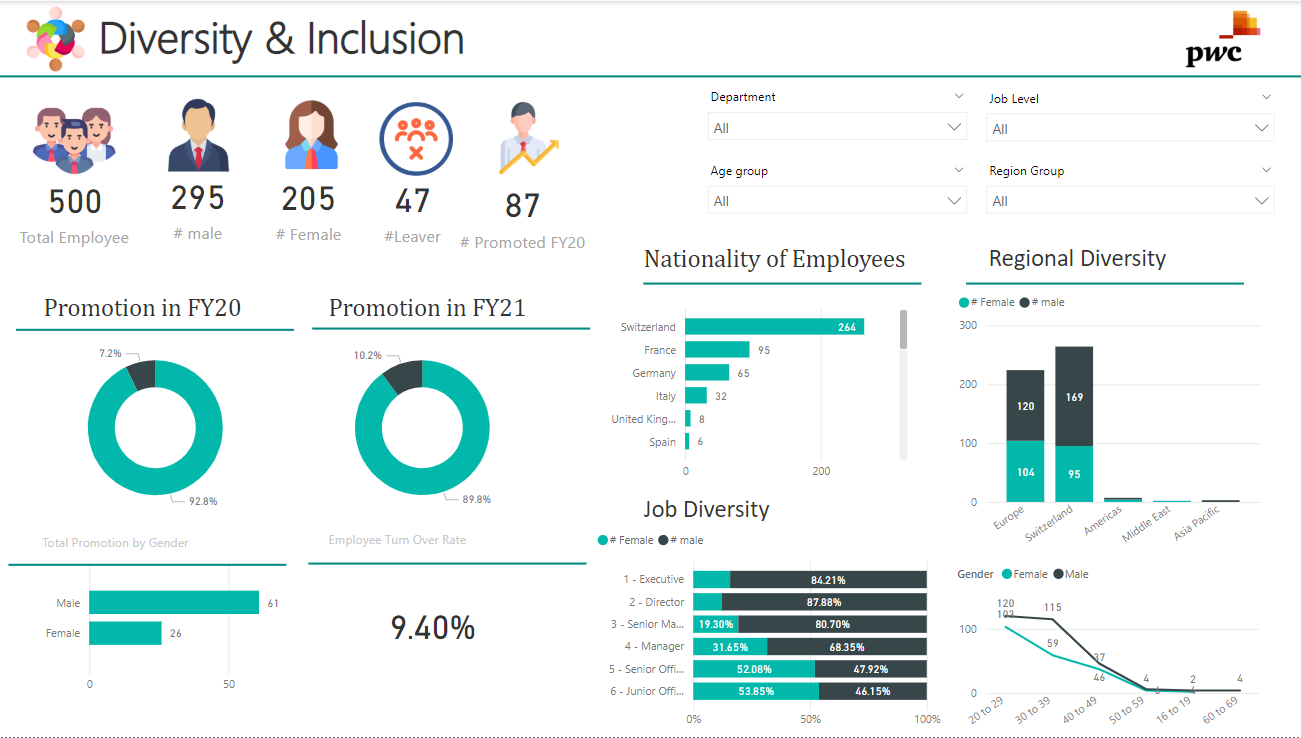 Diversity & Inclusion
pwc
500
Total Employee
295
# male
205
# Female
47
#Leaver
87
# Promoted FY20
Department
All
Job Level
All
Age group
All
Region Group
All
Promotion in FY20
7.2%
92.8%
Promotion in FY21
10.2%
89.8%
Nationality of Employees
Switzerland 264
France 95
Germany 65
Italy 32
United King... 8
Spain 6
0 200
Regional Diversity
# Female # male
300
200
100
0
120
104
169
95
Europe
Switzerland
Americas
Middle East
Asia Pacific
Total Promotion by Gender
Male 61
Female 26
0 50
Employee Turn Over Rate
9.40%
Job Diversity
# Female # male
1 - Executive 84.21%
2 - Director 87.88%
3 - Senior Ma... 19.30% 80.70%
4 - Manager 31.65% 68.35%
5 - Senior Offi... 52.08% 47.92%
6 - Junior Offi... 53.85% 46.15%
0% 50% 100%
Gender Female Male
100
0
120
115
59
37
46
4
2
4
20 to 29
30 to 39
40 to 49
50 to 59
16 to 19
60 to 69